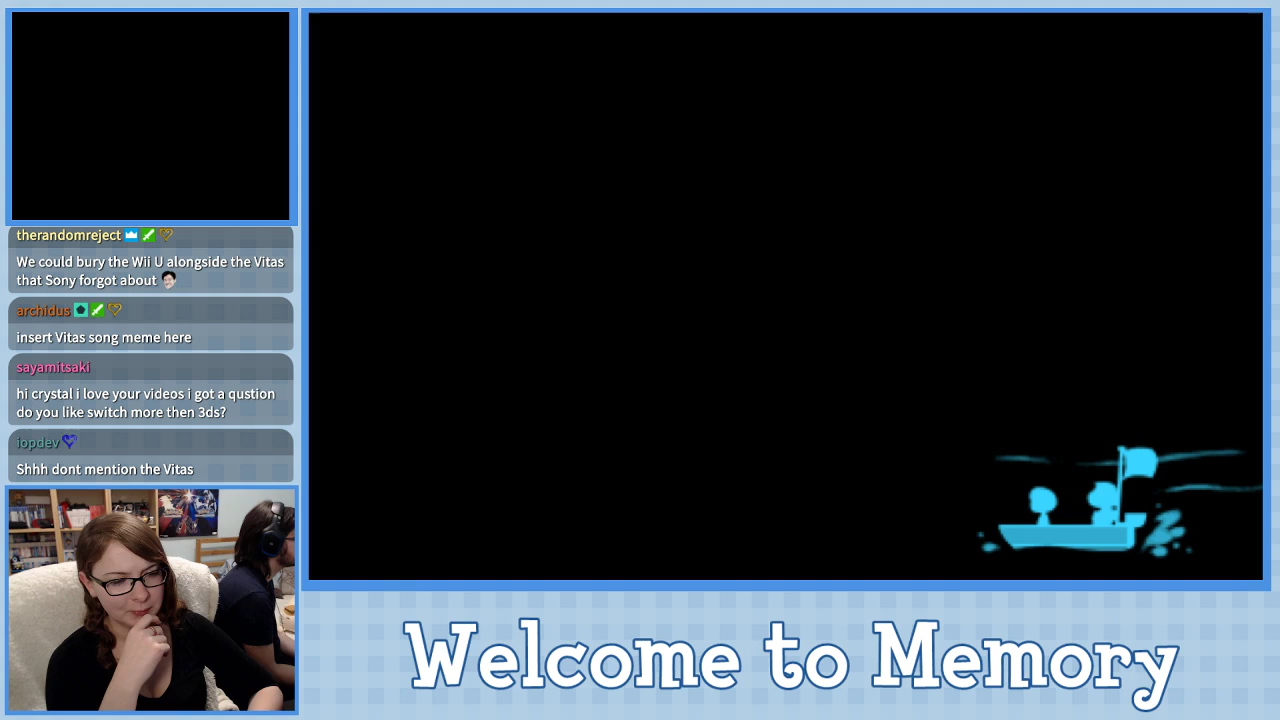 therandomreject
We could bury the Wii U alongside the Vitas
that Sony forgot about
archidus
insert Vitas song meme here
sayamitsaki
hi crystal i love your videos i got a qustion
do you like switch more then 3ds?
iopdev
Shhh dont mention the Vitas
Welcome to Memory